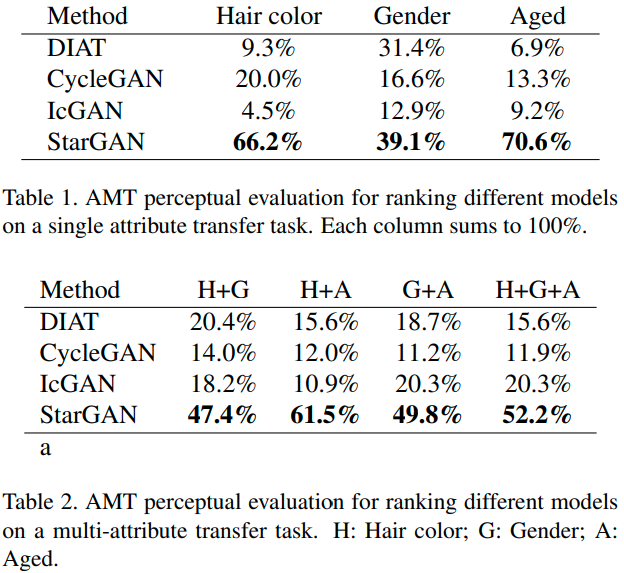 Method Hair color Gender Aged
DIAT 9.3% 31.4% 6.9%
CycleGAN 20.0% 16.6% 13.3%
IcGAN 4.5% 12.9% 9.2%
StarGAN 66.2% 39.1% 70.6%
Table 1. AMT perceptual evaluation for ranking different models
on a single attribute transfer task. Each column sums to 100%.
Method H+G H+A G+A H+G+A
DIAT 20.4% 15.6% 18.7% 15.6%
CycleGAN 14.0% 12.0% 11.2% 11.9%
IcGAN 18.2% 10.9% 20.3% 20.3%
StarGAN 47.4% 61.5% 49.8% 52.2%
a
Table 2. AMT perceptual evaluation for ranking different models
on a multi-attribute transfer task. H: Hair color; G: Gender; A:
Aged.